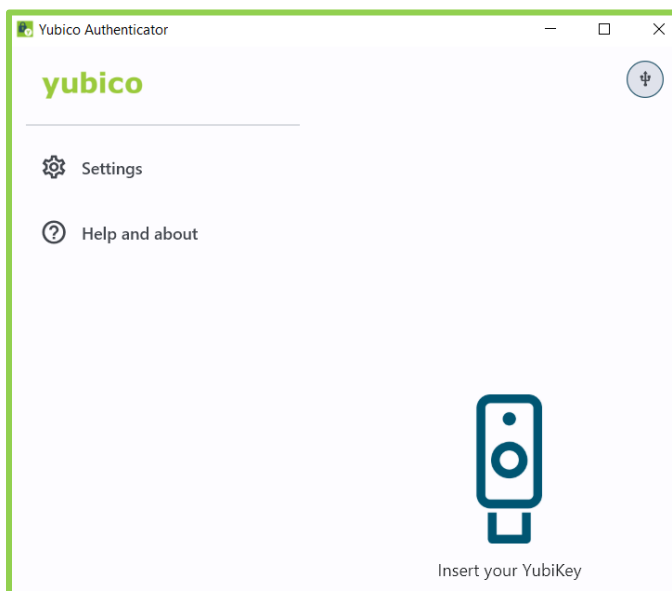 Yubico Authenticator
yubico
Settings
Help and about
Insert your YubiKey